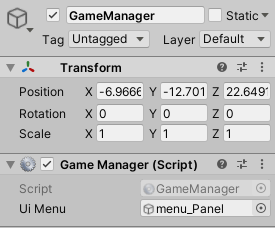 GameManager Static
Tag Untagged Layer Default
Transform
Position X -6.9666 Y -12.701 Z 22.649
Rotation X 0 Y 0 Z 0
Scale X 1 Y 1 Z 1
Game Manager (Script)
Script GameManager
Ui Menu menu_Panel